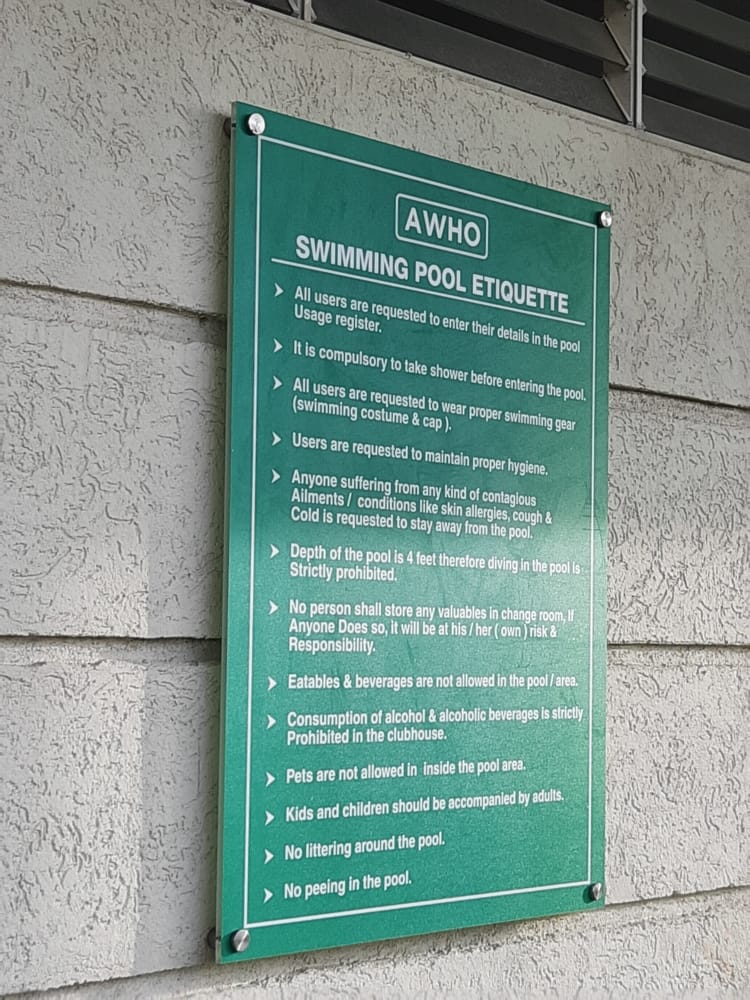 AWHO
SWIMMING POOL ETIQUETTE
All users are requested to enter their details in the pool
Usage register.
It is compulsory to take shower before entering the pool.
All users are requested to wear proper swimming gear
(swimming costume & cap ).
Users are requested to maintain proper hygiene.
Anyone suffering from any kind of contagious
Ailments / conditions like skin allergies, cough &
Cold is requested to stay away from the pool.
Depth of the pool is 4 feet therefore diving in the pool is
Strictly prohibited.
No person shall store any valuables in change room, If
Anyone Does so, it will be at his / her ( own ) risk &
Responsibility.
Eatables & beverages are not allowed in the pool / area.
Consumption of alcohol & alcoholic beverages is strictly
Prohibited in the clubhouse.
Pets are not allowed in inside the pool area.
Kids and children should be accompanied by adults.
No littering around the pool.
No peeing in the pool.